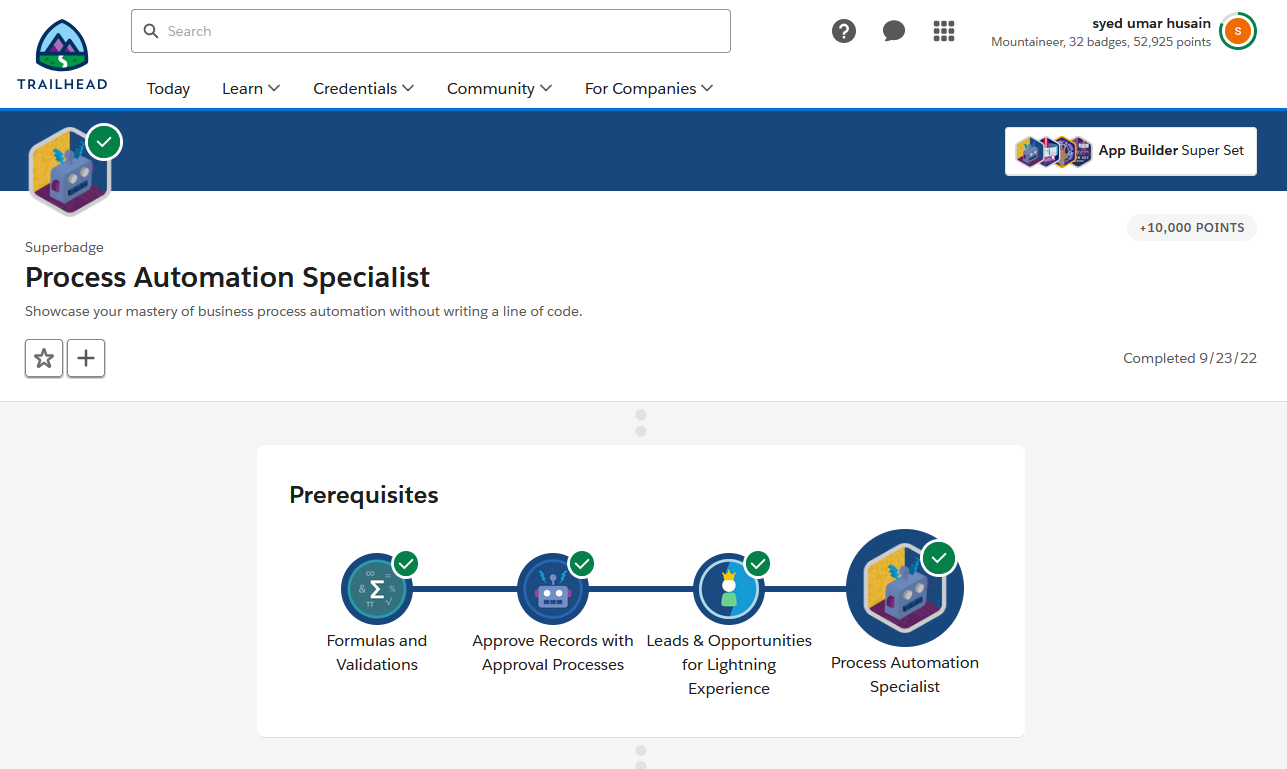 TRAILHEAD
Search
syed umar husain
Mountaineer, 32 badges, 52,925 points
S
Today
Learn
Credentials
Community
For Companies
App Builder Super Set
+10,000 POINTS
Superbadge
Process Automation Specialist
Showcase your mastery of business process automation without writing a line of code.
Completed 9/23/22
Prerequisites
Formulas and
Validations
Approve Records with
Approval Processes
Leads & Opportunities
for Lightning
Experience
Process Automation
Specialist